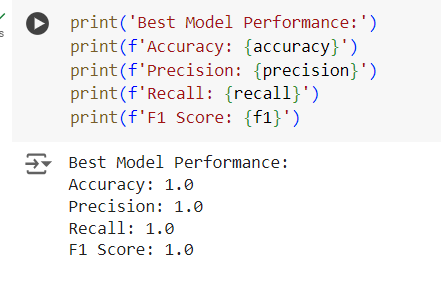 print('Best Model Performance:')
print(f'Accuracy: {accuracy}')
print(f'Precision: {precision}')
print(f'Recall: {recall}')
print(f'F1 Score: {f1}')
Best Model Performance:
Accuracy: 1.0
Precision: 1.0
Recall: 1.0
F1 Score: 1.0